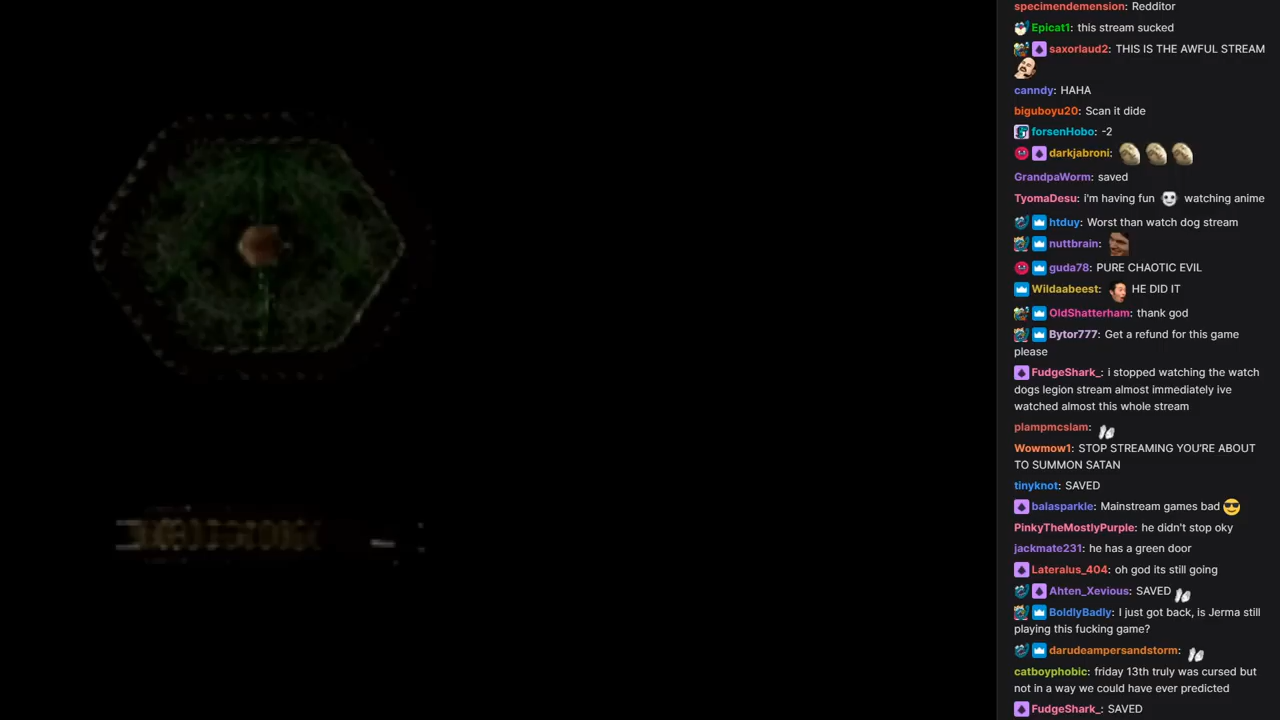 specimendemension: Redditor
Epicat1: this stream sucked
saxorlaud2: THIS IS THE AWFUL STREAM
canndy: HAHA
biguboyu20: Scan it dide
forsenHobo: -2
darkjabroni:
GrandpaWorm: saved
TyomaDesu: i'm having fun watching anime
htduy: Worst than watch dog stream
nuttbrain:
guda78: PURE CHAOTIC EVIL
Wildaabeest: HE DID IT
OldShatterham: thank god
Bytor777: Get a refund for this game
please
FudgeShark_: i stopped watching the watch
dogs legion stream almost immediately ive
watched almost this whole stream
plampmcslam:
Wowmow1: STOP STREAMING YOU'RE ABOUT
TO SUMMON SATAN
tinyknot: SAVED
balasparkle: Mainstream games bad
PinkyTheMostlyPurple: he didn't stop oky
jackmate231: he has a green door
Lateralus_404: oh god its still going
Ahten_Xevious: SAVED
BoldlyBadly: I just got back, is Jerma still
playing this fucking game?
darudeampersandstorm:
catboyphobic: friday 13th truly was cursed but
not in a way we could have ever predicted
FudgeShark_: SAVED